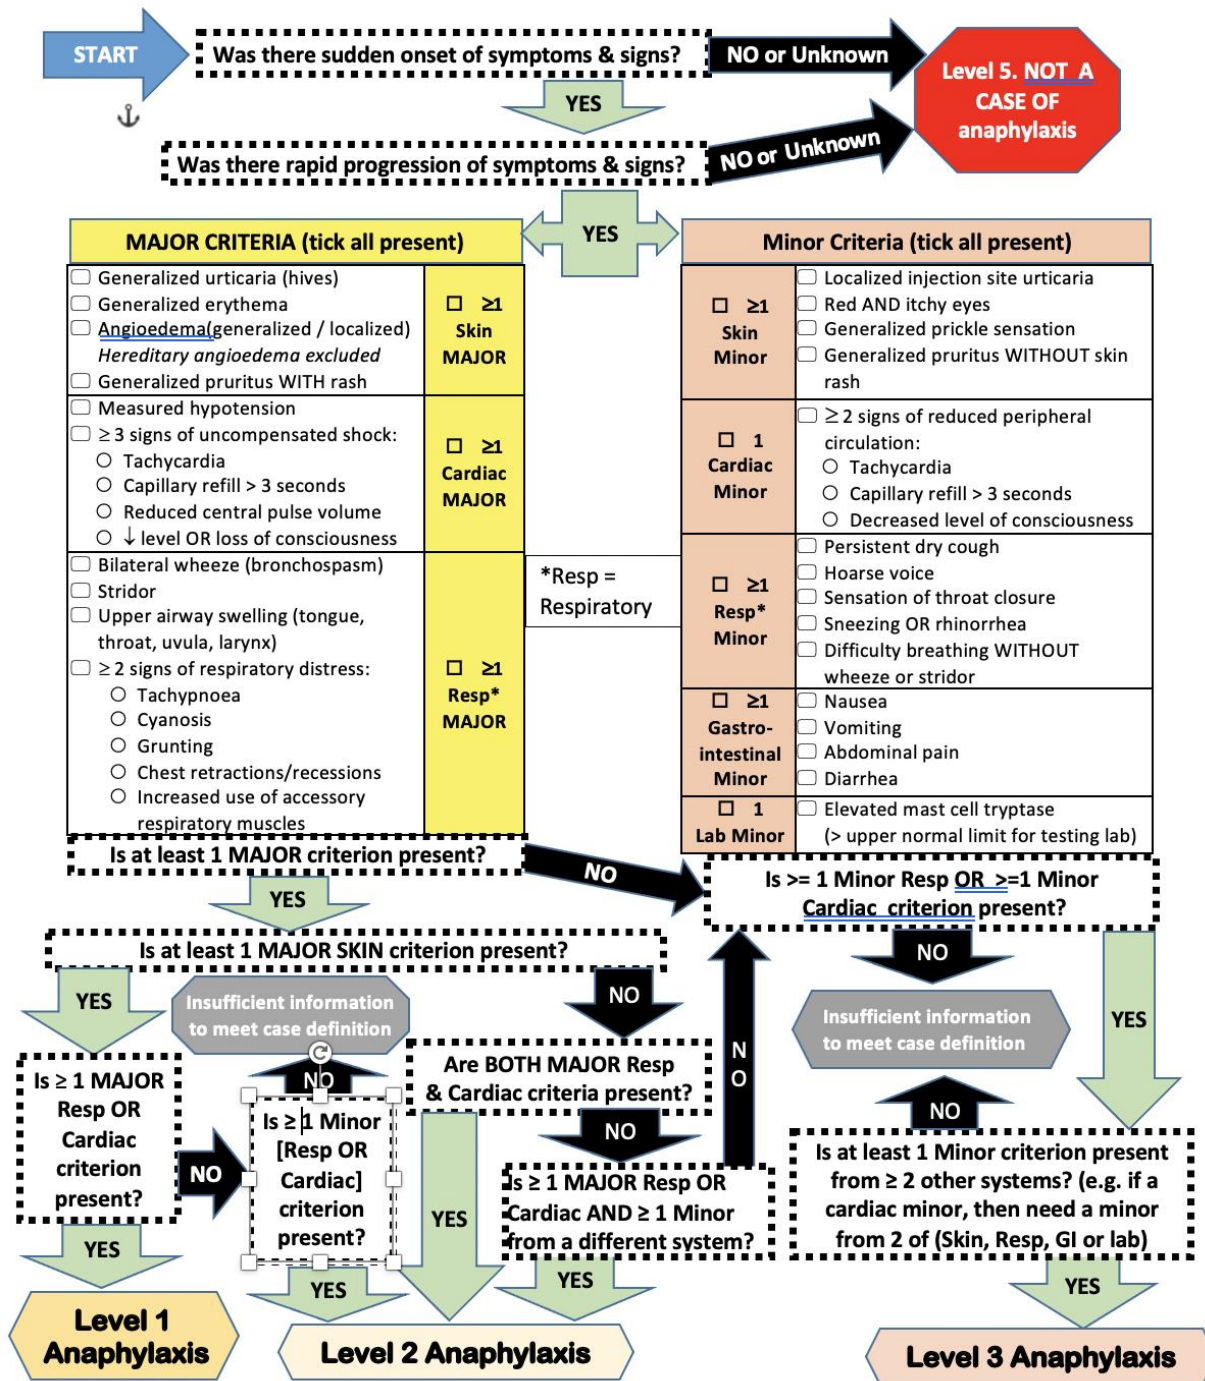 START
Was there sudden onset of symptoms & signs?
NO or Unknown
Level 5. NOT A
CASE OF
anaphylaxis
YES
Was there rapid progression of symptoms & signs?
NO or Unknown
YES
MAJOR CRITERIA (tick all present)
Generalized urticaria (hives)
Generalized erythema
Angioedema(generalized / localized)
Hereditary angioedema excluded
Generalized pruritus WITH rash
☐ ≥1
Skin
MAJOR
Measured hypotension
≥ 3 signs of uncompensated shock:
Tachycardia
Capillary refill > 3 seconds
Reduced central pulse volume
↓ level OR loss of consciousness
☐ ≥1
Cardiac
MAJOR
Bilateral wheeze (bronchospasm)
Stridor
Upper airway swelling (tongue,
throat, uvula, larynx)
≥ 2 signs of respiratory distress:
Tachypnoea
Cyanosis
Grunting
Chest retractions/recessions
Increased use of accessory
respiratory muscles
☐ ≥1
Resp*
MAJOR
*Resp =
Respiratory
Minor Criteria (tick all present)
☐ ≥1
Skin
Minor
Localized injection site urticaria
Red AND itchy eyes
Generalized prickle sensation
Generalized pruritus WITHOUT skin
rash
☐ 1
Cardiac
Minor
≥ 2 signs of reduced peripheral
circulation:
Tachycardia
Capillary refill > 3 seconds
Decreased level of consciousness
☐ ≥1
Resp*
Minor
Persistent dry cough
Hoarse voice
Sensation of throat closure
Sneezing OR rhinorrhea
Difficulty breathing WITHOUT
wheeze or stridor
☐ ≥1
Gastro-
intestinal
Minor
Nausea
Vomiting
Abdominal pain
Diarrhea
☐ 1
Lab Minor
Elevated mast cell tryptase
(> upper normal limit for testing lab)
Is at least 1 MAJOR criterion present?
NO
Is >= 1 Minor Resp OR >=1 Minor
Cardiac criterion present?
YES
Is at least 1 MAJOR SKIN criterion present?
NO
YES
YES
Insufficient information
to meet case definition
NO
Insufficient information
to meet case definition
NO
Are BOTH MAJOR Resp
& Cardiac criteria present?
NO
Is ≥ 1 MAJOR
Resp OR
Cardiac
criterion
present?
NO
Is ≥ 1 Minor
[Resp OR
Cardiac]
criterion
present?
NO
NO
Is at least 1 Minor criterion present
from ≥ 2 other systems? (e.g. if a
cardiac minor, then need a minor
from 2 of (Skin, Resp, GI or lab)
Is ≥ 1 MAJOR Resp OR
Cardiac AND ≥ 1 Minor
from a different system?
YES
YES
YES
YES
YES
Level 1
Anaphylaxis
Level 2 Anaphylaxis
Level 3 Anaphylaxis